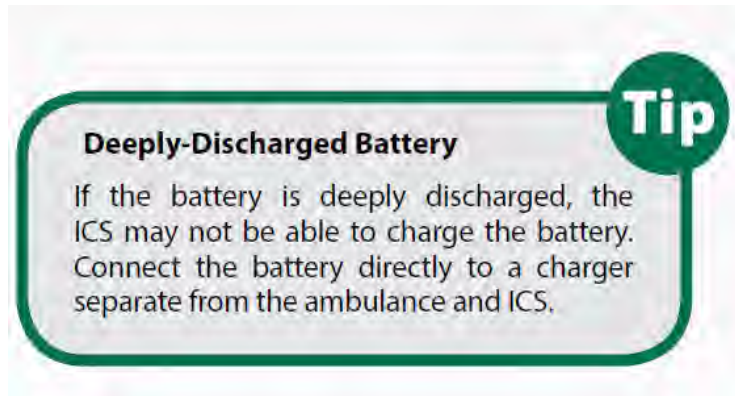 Tip
Deeply-Discharged Battery
If the battery is deeply discharged, the
ICS may not be able to charge the battery.
Connect the battery directly to a charger
separate from the ambulance and ICS.